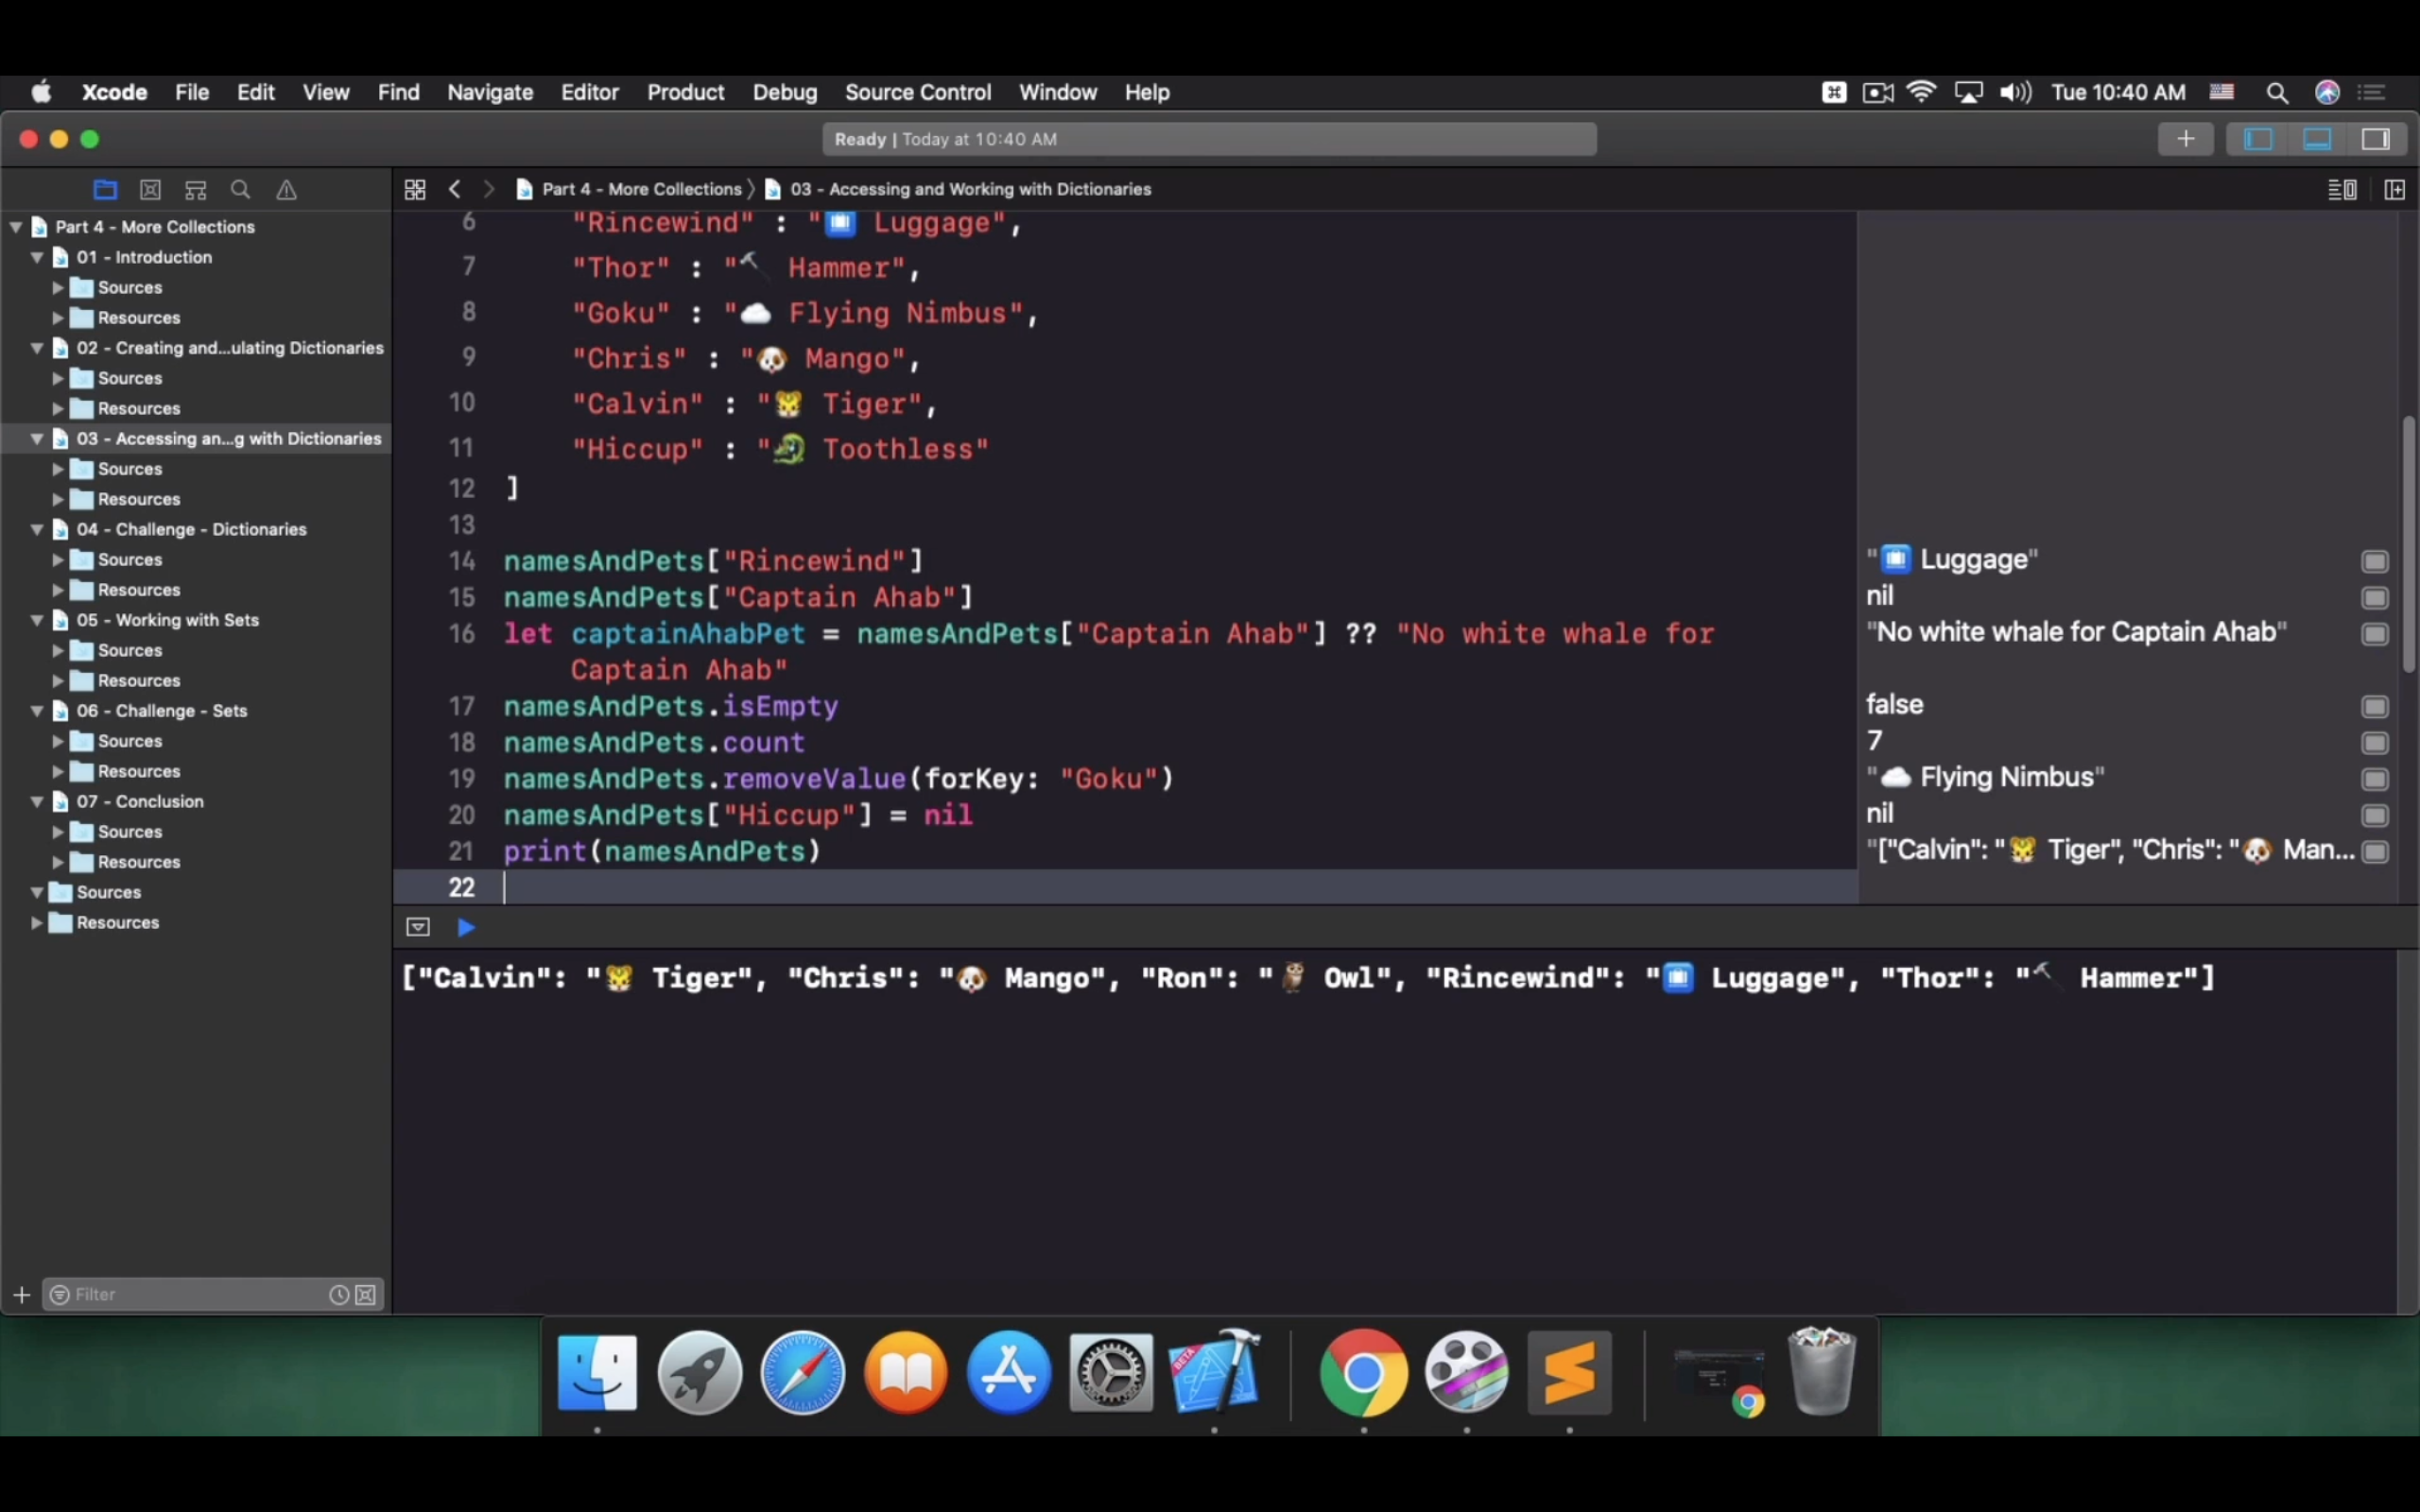 Xcode File Edit View Find Navigate Editor Product Debug Source Control Window Help Tue 10:40 AM
Ready | Today at 10:40 AM
Part 4 - More Collections 〉 03 - Accessing and Working with Dictionaries
Part 4 - More Collections
01 - Introduction
Sources
Resources
02 - Creating and...ulating Dictionaries
Sources
Resources
03 - Accessing an...g with Dictionaries
Sources
Resources
04 - Challenge - Dictionaries
Sources
Resources
05 - Working with Sets
Sources
Resources
06 - Challenge - Sets
Sources
Resources
07 - Conclusion
Sources
Resources
Sources
Resources
Filter
6 "Rincewind" : "🛄 Luggage",
7 "Thor" : "🔨 Hammer",
8 "Goku" : "☁️ Flying Nimbus",
9 "Chris" : "🐶 Mango",
10 "Calvin" : "🐯 Tiger",
11 "Hiccup" : "🐲 Toothless"
12 ]
13
14 namesAndPets["Rincewind"]
15 namesAndPets["Captain Ahab"]
16 let captainAhabPet = namesAndPets["Captain Ahab"] ?? "No white whale for
Captain Ahab"
17 namesAndPets.isEmpty
18 namesAndPets.count
19 namesAndPets.removeValue(forKey: "Goku")
20 namesAndPets["Hiccup"] = nil
21 print(namesAndPets)
22
"🛄 Luggage"
nil
"No white whale for Captain Ahab"
false
7
"☁️ Flying Nimbus"
nil
"["Calvin": "🐯 Tiger", "Chris": "🐶 Man...
["Calvin": "🐯 Tiger", "Chris": "🐶 Mango", "Ron": "🦉 Owl", "Rincewind": "🛄 Luggage", "Thor": "🔨 Hammer"]
BETA